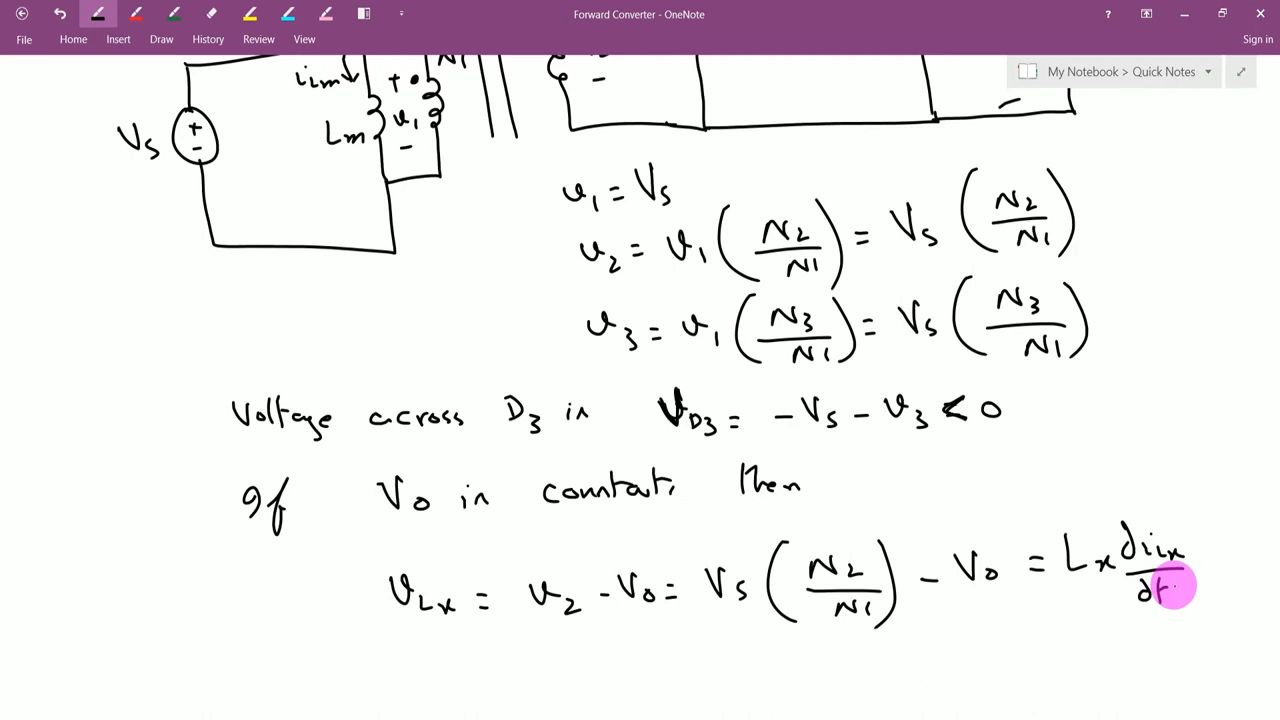 Forward Converter - OneNote
?
Sign in
File Home Insert Draw History Review View
My Notebook > Quick Notes
N1
iLm
+
v1
-
Lm
Vs
+
-
-
v1 = Vs
v2 = v1 (N2/N1) = Vs (N2/N1)
v3 = v1 (N3/N1) = Vs (N3/N1)
Voltage across D3 is VD3 = -Vs - v3 < 0
If Vo is constant, then
vLx = v2 - Vo = Vs (N2/N1) - Vo = Lx diLx/dt